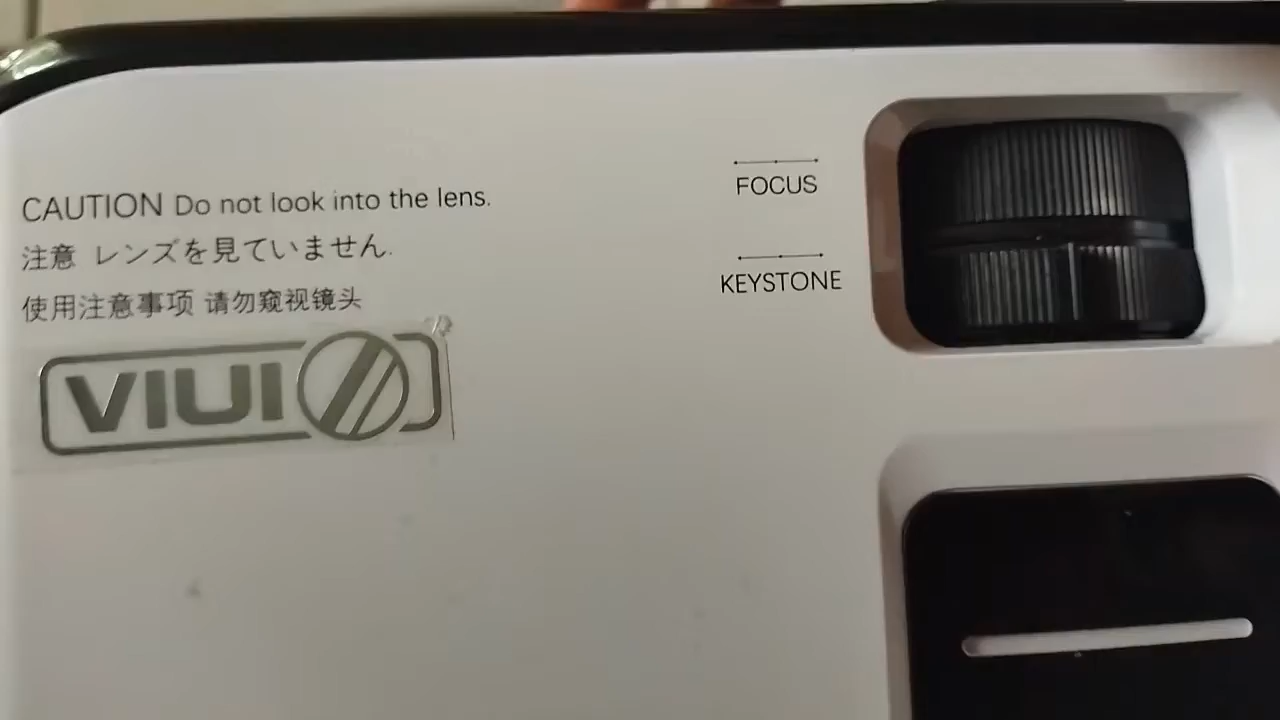 CAUTION Do not look into the lens.
注意 レンズを見ていません.
使用注意事项 请勿窥视镜头
VIUI
FOCUS
KEYSTONE